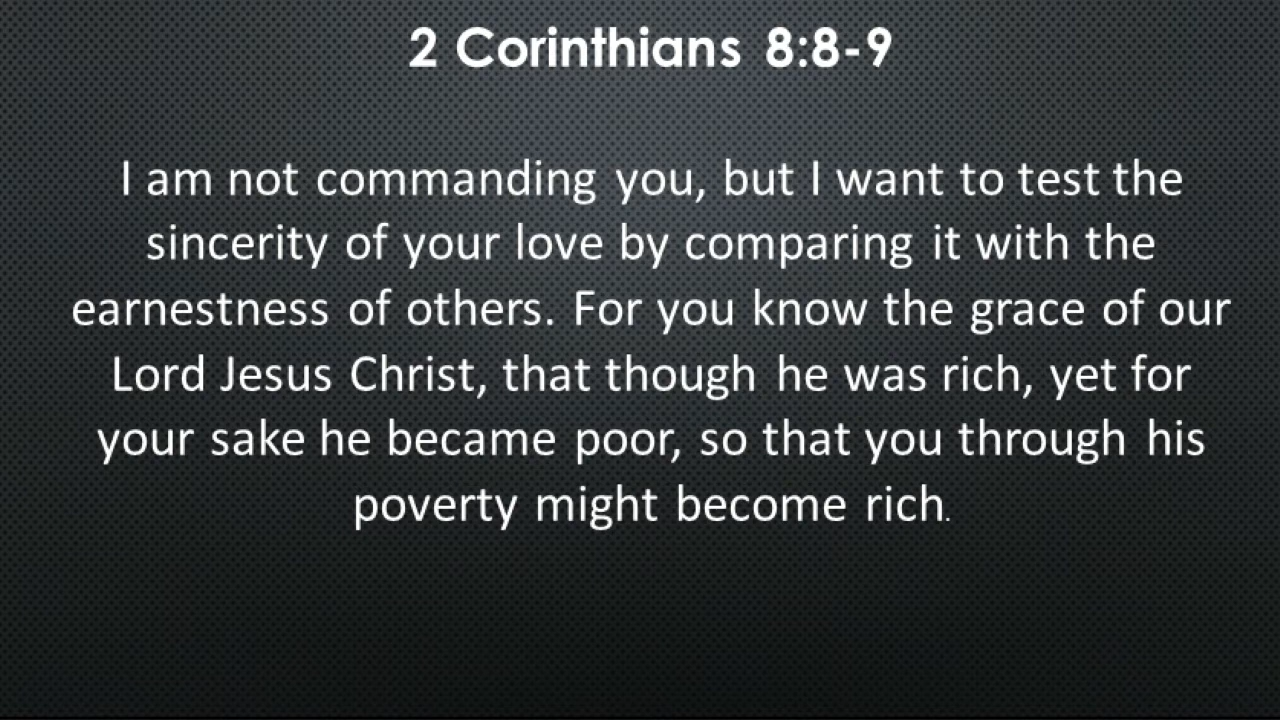 2 Corinthians 8:8-9
I am not commanding you, but I want to test the
sincerity of your love by comparing it with the
earnestness of others. For you know the grace of our
Lord Jesus Christ, that though he was rich, yet for
your sake he became poor, so that you through his
poverty might become rich.